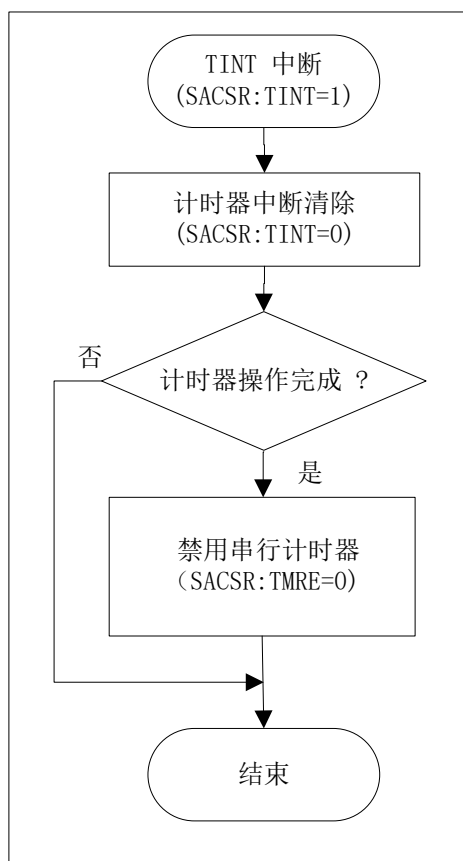 TINT 中断
(SACSR:TINT=1)
计时器中断清除
(SACSR:TINT=0)
计时器操作完成 ?
否
是
禁用串行计时器
（SACSR:TMRE=0)
结束